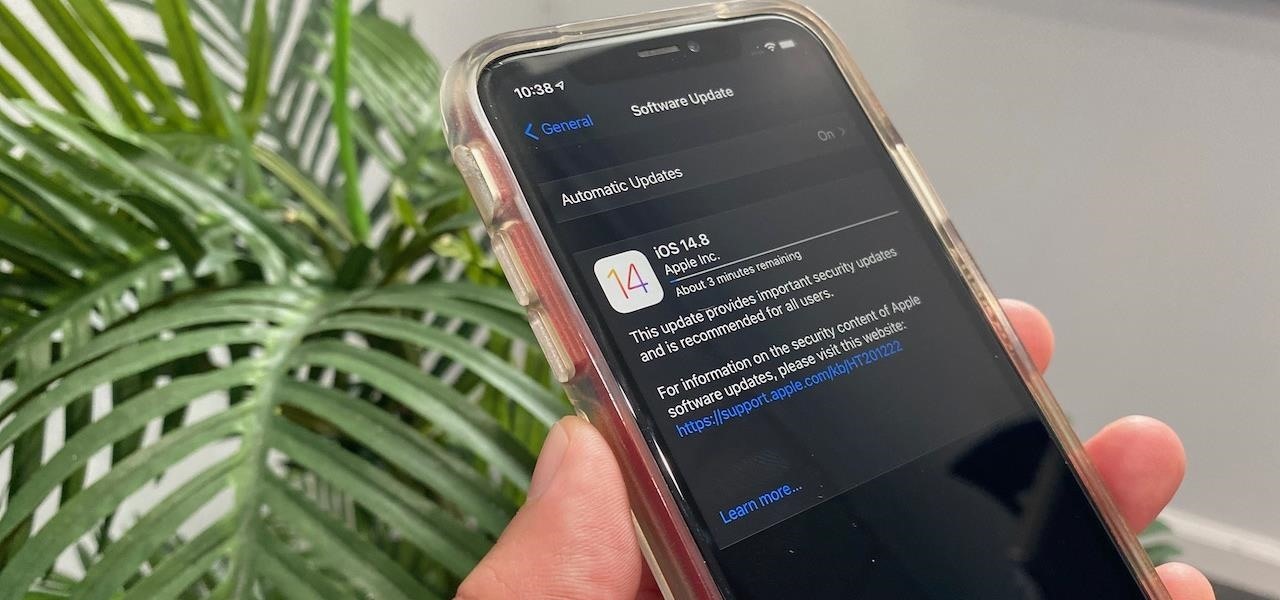 10:38
Software Update
General
Automatic Updates
On
14
iOS 14.8
Apple Inc.
About 3 minutes remaining
This update provides important security updates
and is recommended for all users.
For information on the security content of Apple
software updates, please visit this website:
https://support.apple.com/kb/HT201222
Learn more...